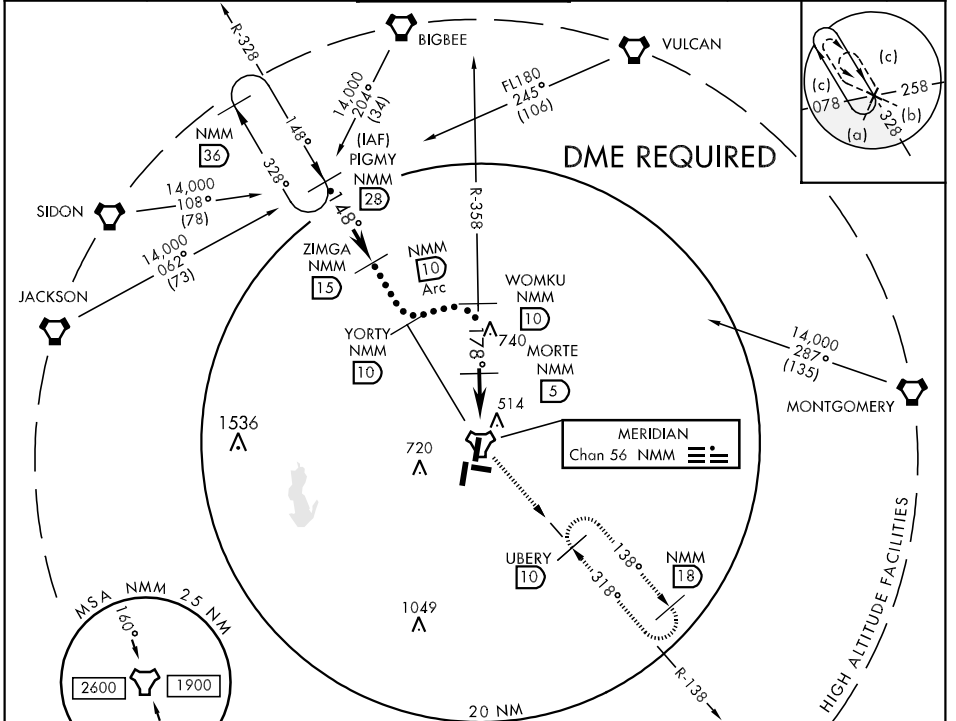 R-328
BIGBEE
VULCAN
14,000
204°
(34)
FL180
245°
(106)
(c)
(c)
258
078
(b)
(a)
328
NMM
36
148°
328°
(IAF)
PIGMY
NMM
28
DME REQUIRED
R-358
SIDON
14,000
108°
(78)
148°
14,000
062°
(73)
JACKSON
ZIMGA
NMM
15
NMM
10
Arc
WOMKU
NMM
10
YORTY
NMM
10
178°
740
MORTE
NMM
5
14,000
287°
(135)
MONTGOMERY
514
1536
720
MERIDIAN
Chan 56 NMM
UBERY
10
138°
318°
NMM
18
1049
R-138
MSA NMM 25 NM
160°
2600
1900
20 NM
HIGH ALTITUDE FACILITIES